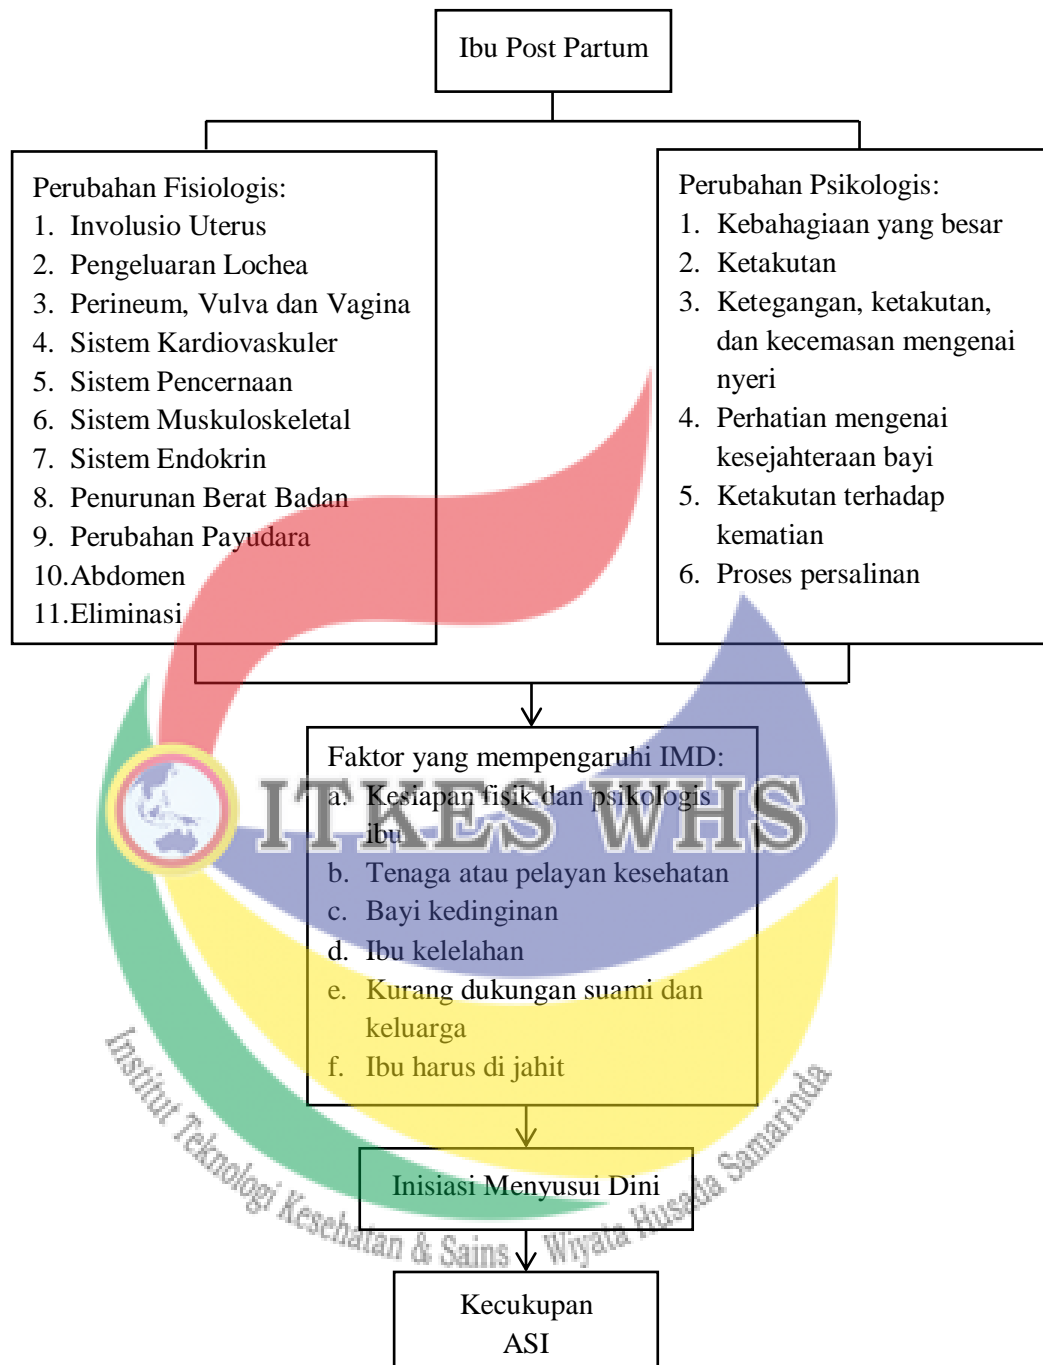 Ibu Post Partum
Perubahan Fisiologis:
1. Involusio Uterus
2. Pengeluaran Lochea
3. Perineum, Vulva dan Vagina
4. Sistem Kardiovaskuler
5. Sistem Pencernaan
6. Sistem Muskuloskeletal
7. Sistem Endokrin
8. Penurunan Berat Badan
9. Perubahan Payudara
10.Abdomen
11.Eliminasi
Perubahan Psikologis:
1. Kebahagiaan yang besar
2. Ketakutan
3. Ketegangan, ketakutan,
dan kecemasan mengenai
nyeri
4. Perhatian mengenai
kesejahteraan bayi
5. Ketakutan terhadap
kematian
6. Proses persalinan
Faktor yang mempengaruhi IMD:
a. Kesiapan fisik dan psikologis
ibu
b. Tenaga atau pelayan kesehatan
c. Bayi kedinginan
d. Ibu kelelahan
e. Kurang dukungan suami dan
keluarga
f. Ibu harus di jahit
ITKES WHS
Inisiasi Menyusui Dini
Institut Teknologi Kesehatan & Sains Wiyata Husada Samarinda
Kecukupan
ASI